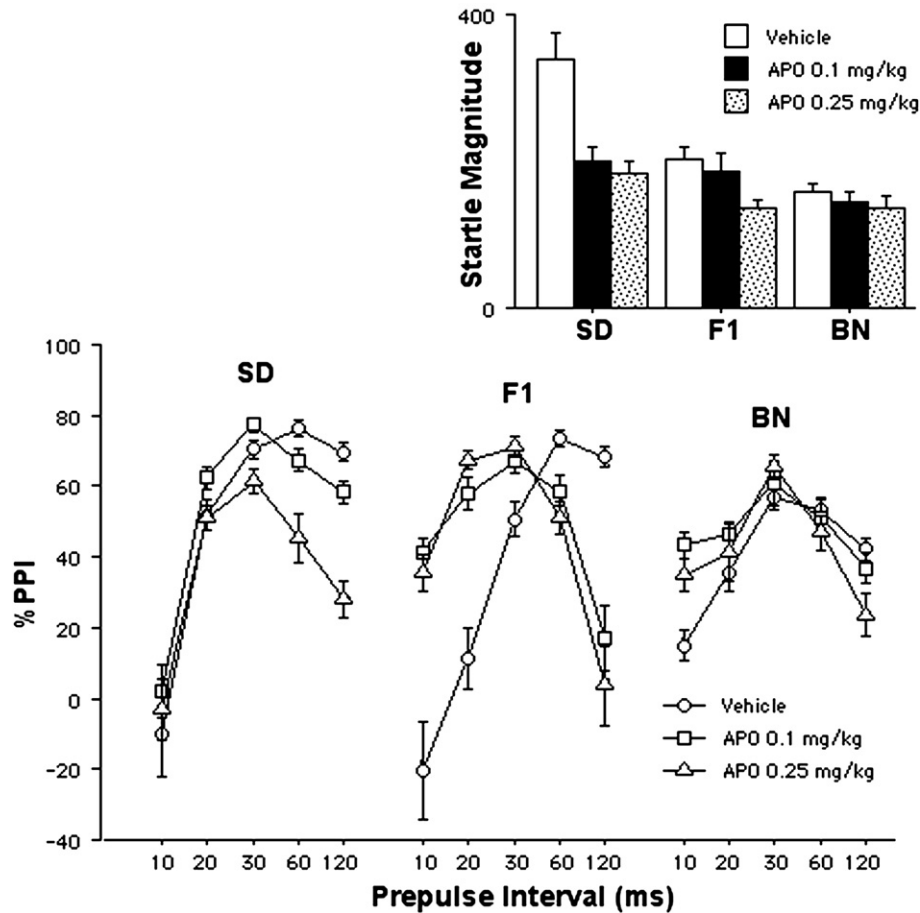 400
Startle Magnitude
0
Vehicle
APO 0.1 mg/kg
APO 0.25 mg/kg
SD F1 BN
100
80
60
40
20
0
-20
-40
% PPI
SD
F1
BN
Vehicle
APO 0.1 mg/kg
APO 0.25 mg/kg
10 20 30 60 120 10 20 30 60 120 10 20 30 60 120
Prepulse Interval (ms)